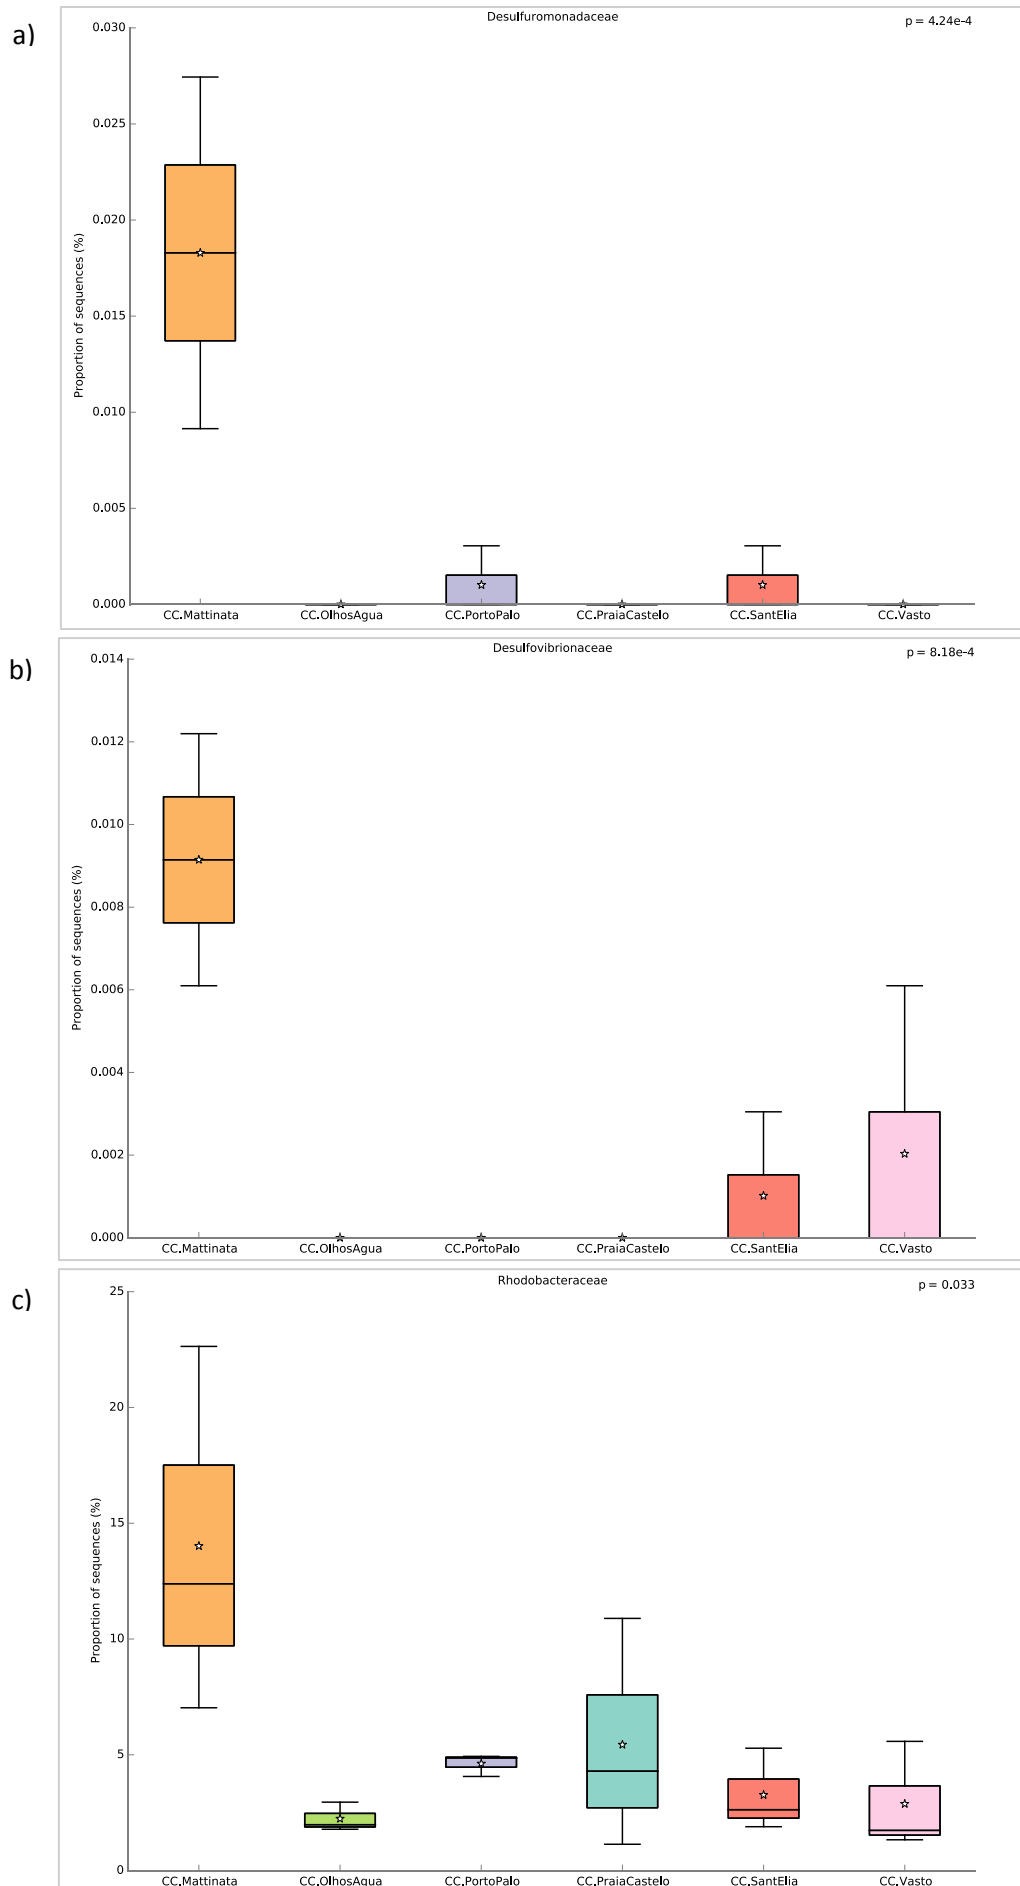 a)
Desulfuromonadaceae
p = 4.24e-4
0.030
0.025
0.020
0.015
0.010
0.005
0.000
Proportion of sequences (%)
CC.Mattinata CC.OlhosAgua CC.PortoPalo CC.PraiaCastelo CC.SantElia CC.Vasto
b)
Desulfovibrionaceae
p = 8.18e-4
0.014
0.012
0.010
0.008
0.006
0.004
0.002
0.000
Proportion of sequences (%)
CC.Mattinata CC.OlhosAgua CC.PortoPalo CC.PraiaCastelo CC.SantElia CC.Vasto
c)
Rhodobacteraceae
p = 0.033
25
20
15
10
5
0
Proportion of sequences (%)
CC.Mattinata CC.OlhosAgua CC.PortoPalo CC.PraiaCastelo CC.SantElia CC.Vasto